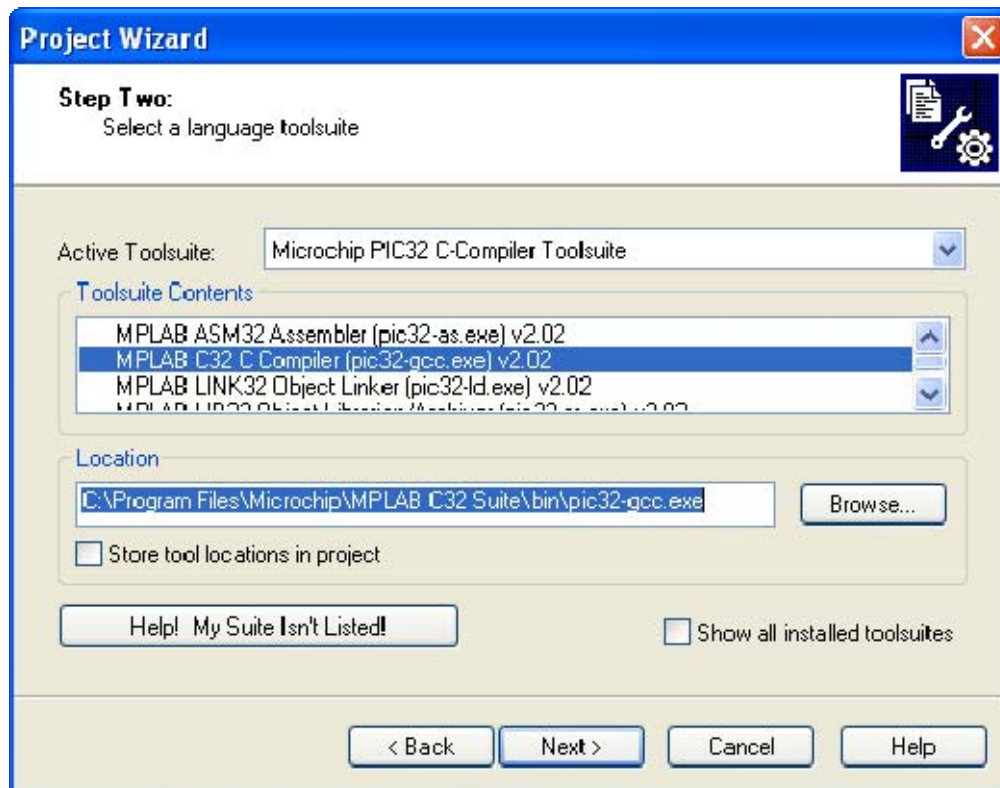 Project Wizard
Step Two:
Select a language toolsuite
Active Toolsuite: Microchip PIC32 C-Compiler Toolsuite
Toolsuite Contents
MPLAB ASM32 Assembler (pic32-as.exe) v2.02
MPLAB C32 C Compiler (pic32-gcc.exe) v2.02
MPLAB LINK32 Object Linker (pic32-ld.exe) v2.02
Location
C:\Program Files\Microchip\MPLAB C32 Suite\bin\pic32-gcc.exe Browse...
Store tool locations in project
Help! My Suite Isn't Listed! Show all installed toolsuites
< Back Next > Cancel Help